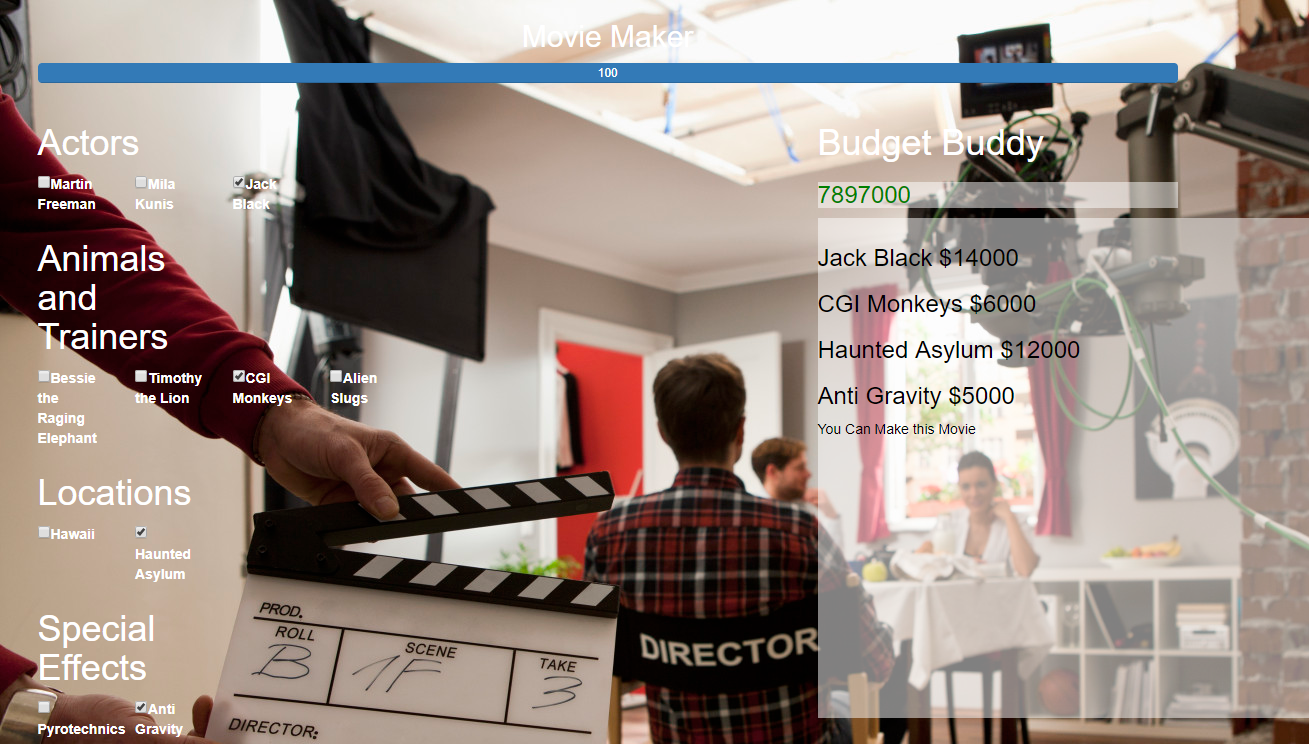 Movie Maker
100
Actors
Martin
Freeman
Mila
Kunis
Jack
Black
Animals
and
Trainers
Bessie
the
Raging
Elephant
Timothy
the Lion
CGI
Monkeys
Alien
Slugs
Locations
Hawaii
Haunted
Asylum
Special
Effects
Pyrotechnics
Anti
Gravity
Budget Buddy
7897000
Jack Black $14000
CGI Monkeys $6000
Haunted Asylum $12000
Anti Gravity $5000
You Can Make this Movie
PROD.
ROLL
B
SCENE
1F
TAKE
3
DIRECTOR:
DIRECTOR